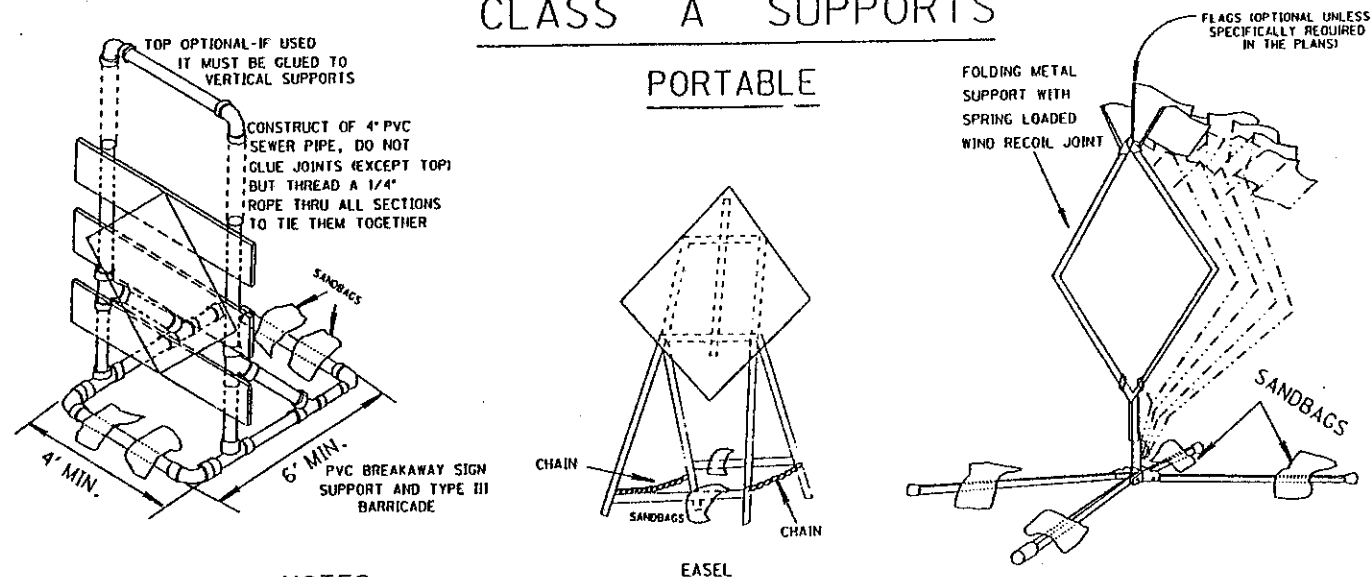 CLASS A SUPPORTS
PORTABLE
TOP OPTIONAL-IF USED
IT MUST BE GLUED TO
VERTICAL SUPPORTS
CONSTRUCT OF 4" PVC
SEWER PIPE, DO NOT
GLUE JOINTS (EXCEPT TOP)
BUT THREAD A 1/4"
ROPE THRU ALL SECTIONS
TO TIE THEM TOGETHER
SANDBAGS
4' MIN.
6' MIN.
PVC BREAKAWAY SIGN
SUPPORT AND TYPE III
BARRICADE
CHAIN
SANDBAGS
CHAIN
EASEL
FOLDING METAL
SUPPORT WITH
SPRING LOADED
WIND RECOIL JOINT
FLAGS (OPTIONAL UNLESS
SPECIFICALLY REQUIRED
IN THE PLANS)
SANDBAGS